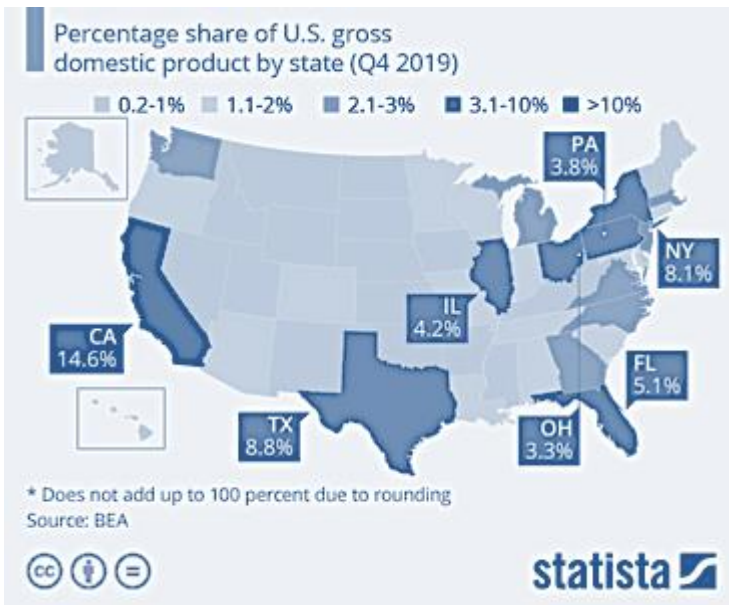 Percentage share of U.S. gross
domestic product by state (Q4 2019)
0.2-1% 1.1-2% 2.1-3% 3.1-10% >10%
PA
3.8%
NY
8.1%
IL
4.2%
CA
14.6%
FL
5.1%
TX
8.8%
OH
3.3%
* Does not add up to 100 percent due to rounding
Source: BEA
cc
statista